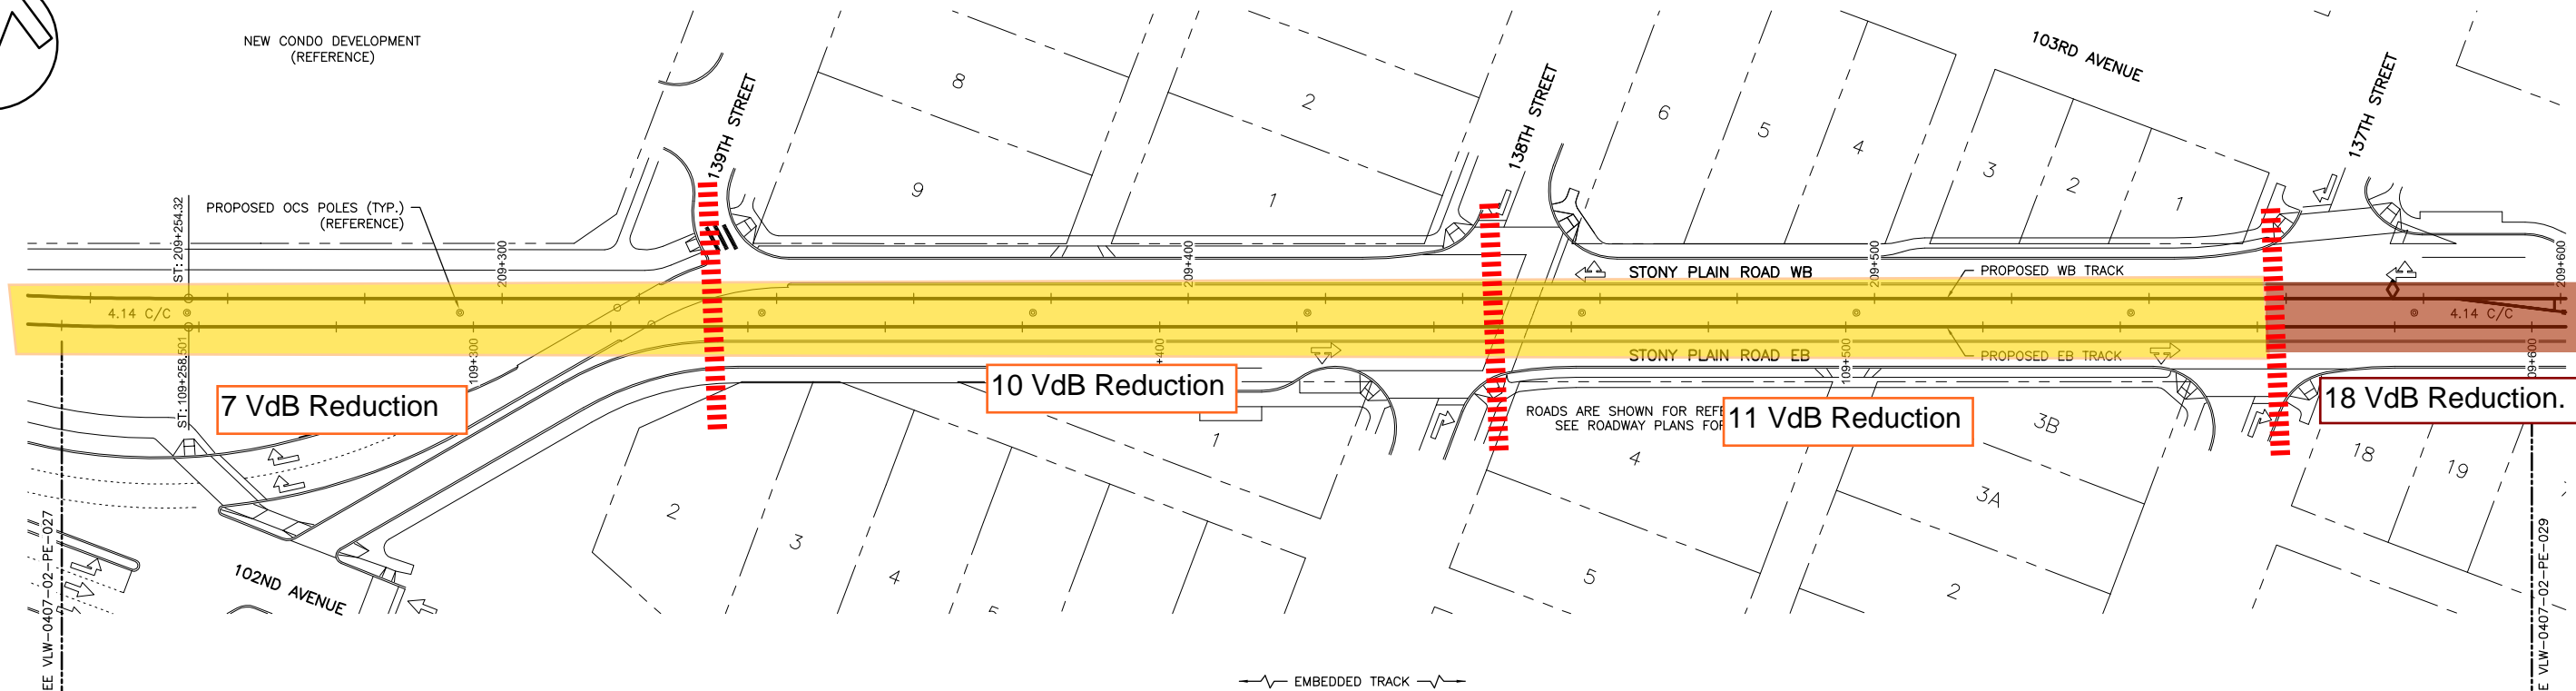 NEW CONDO DEVELOPMENT
(REFERENCE)
103RD AVENUE
139TH STREET
138TH STREET
137TH STREET
8
2
6
5
4
3
2
1
9
1
PROPOSED OCS POLES (TYP.)
(REFERENCE)
ST: 209+254.32
209+300
209+400
209+500
209+600
STONY PLAIN ROAD WB
PROPOSED WB TRACK
4.14 C/C
4.14 C/C
STONY PLAIN ROAD EB
PROPOSED EB TRACK
ST: 109+258.501
109+300
+400
109+500
09+600
7 VdB Reduction
10 VdB Reduction
11 VdB Reduction
18 VdB Reduction.
ROADS ARE SHOWN FOR REFE
SEE ROADWAY PLANS FO
1
3B
4
18
19
2
3
4
5
3A
5
2
102ND AVENUE
EE VLW-0407-02-PE-027
E VLW-0407-02-PE-029
EMBEDDED TRACK